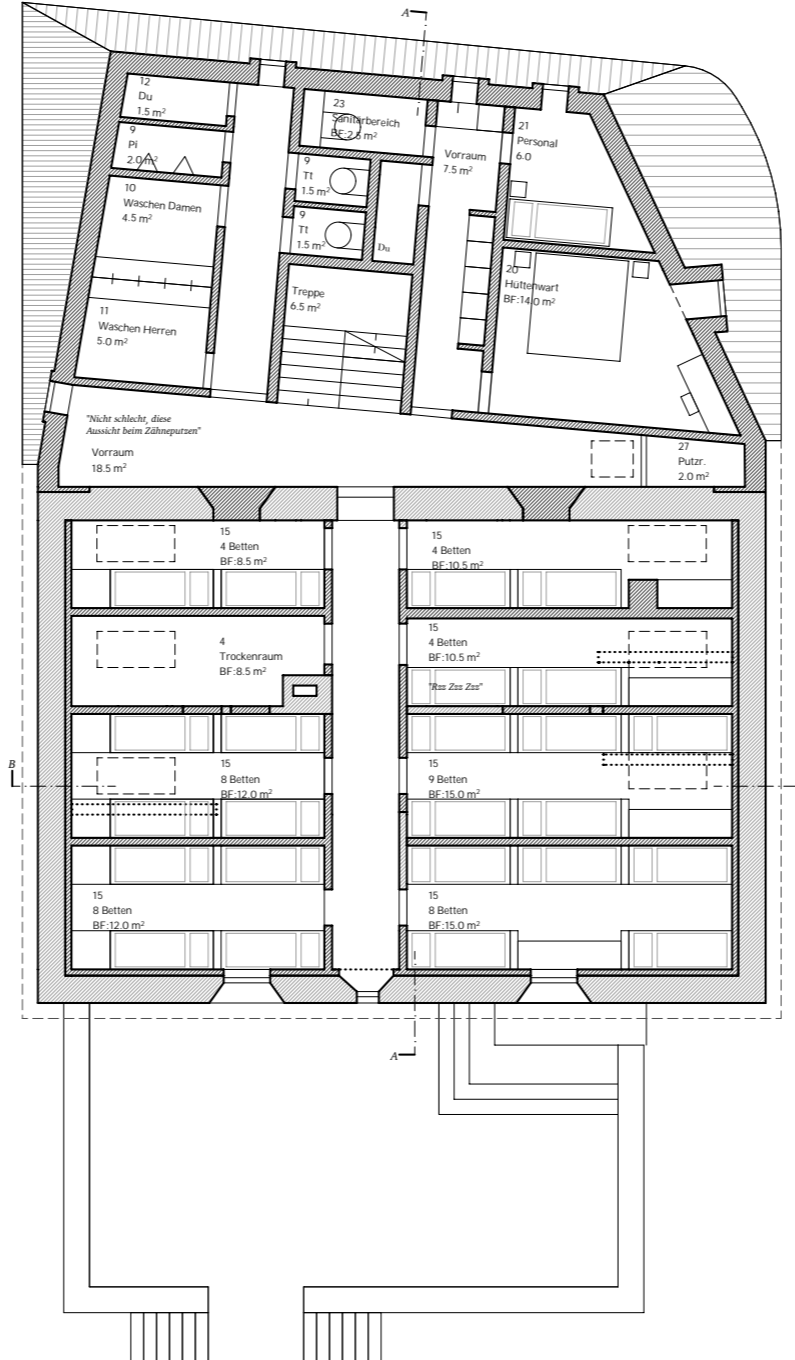 A
12
Du
1.5 m²
9
Pi
2.0 m²
10
Waschen Damen
4.5 m²
11
Waschen Herren
5.0 m²
23
Sanitärbereich
BF:2.5 m²
9
Tt
1.5 m²
9
Tt
1.5 m²
Du
Treppe
6.5 m²
Vorraum
7.5 m²
21
Personal
6.0
20
Hüttenwart
BF:14.0 m²
"Nicht schlecht, diese
Aussicht beim Zähneputzen"
Vorraum
18.5 m²
27
Putzr.
2.0 m²
15
4 Betten
BF:8.5 m²
15
4 Betten
BF:10.5 m²
4
Trockenraum
BF:8.5 m²
15
4 Betten
BF:10.5 m²
"Rzz Zzz Zzz"
B
15
8 Betten
BF:12.0 m²
15
9 Betten
BF:15.0 m²
15
8 Betten
BF:12.0 m²
15
8 Betten
BF:15.0 m²
A